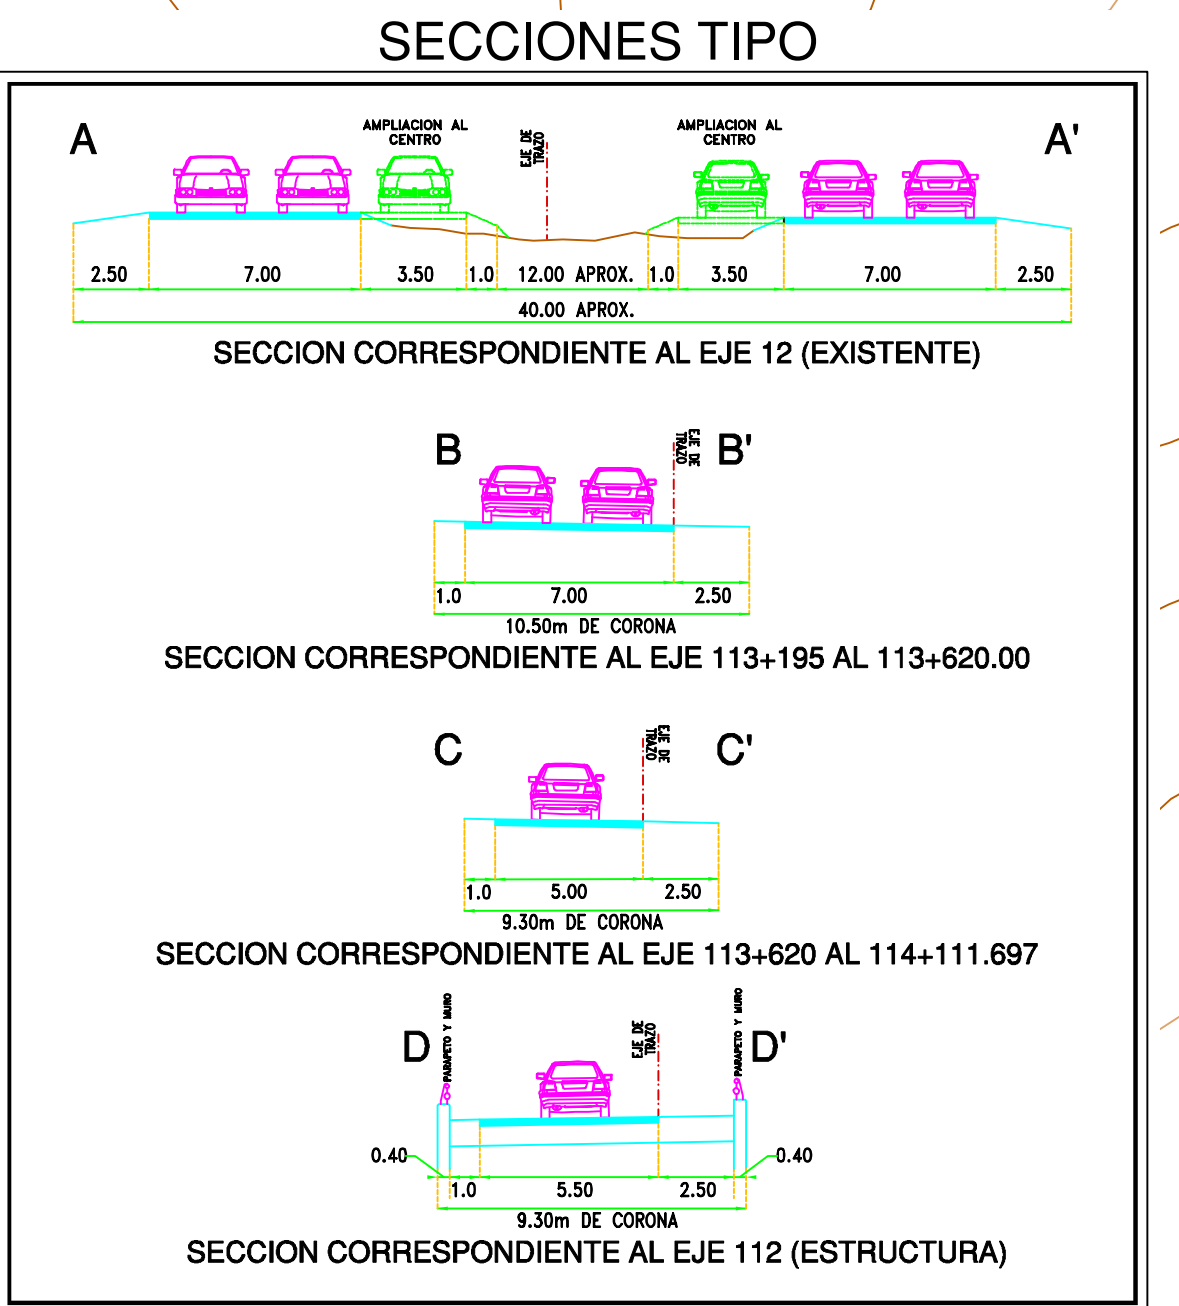 SECCIONES TIPO
A
AMPLIACION AL
CENTRO
EJE DE
TRAZO
AMPLIACION AL
CENTRO
A'
2.50
7.00
3.50
1.0
12.00 APROX.
1.0
3.50
7.00
2.50
40.00 APROX.
SECCION CORRESPONDIENTE AL EJE 12 (EXISTENTE)
B
EJE DE
TRAZO
B'
1.0
7.00
2.50
10.50m DE CORONA
SECCION CORRESPONDIENTE AL EJE 113+195 AL 113+620.00
C
EJE DE
TRAZO
C'
1.0
5.00
2.50
9.30m DE CORONA
SECCION CORRESPONDIENTE AL EJE 113+620 AL 114+111.697
D
PARAPETO Y MURO
EJE DE
TRAZO
PARAPETO Y MURO
D'
0.40
1.0
5.50
2.50
0.40
9.30m DE CORONA
SECCION CORRESPONDIENTE AL EJE 112 (ESTRUCTURA)